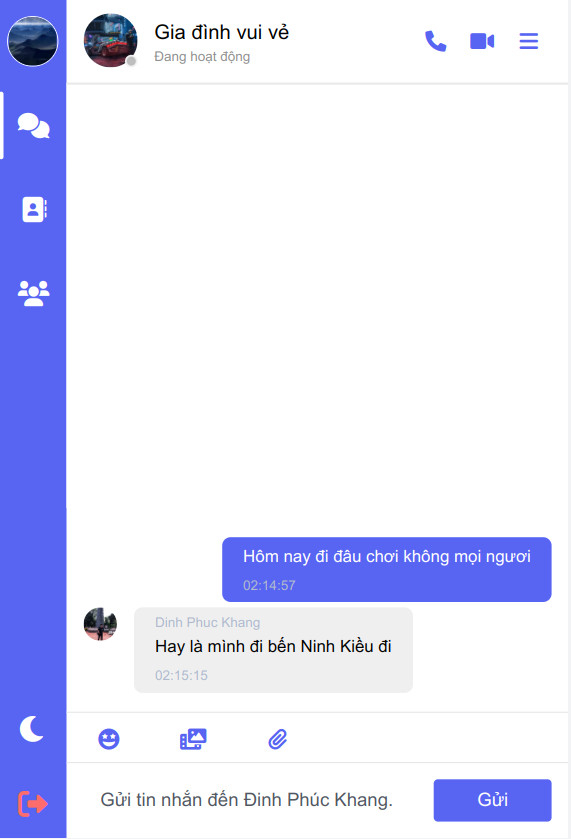 Gia đình vui vẻ
Đang hoạt động
Hôm nay đi đâu chơi không mọi ngươi
02:14:57
Dinh Phuc Khang
Hay là mình đi bến Ninh Kiều đi
02:15:15
Gửi tin nhắn đến Đinh Phúc Khang.
Gửi